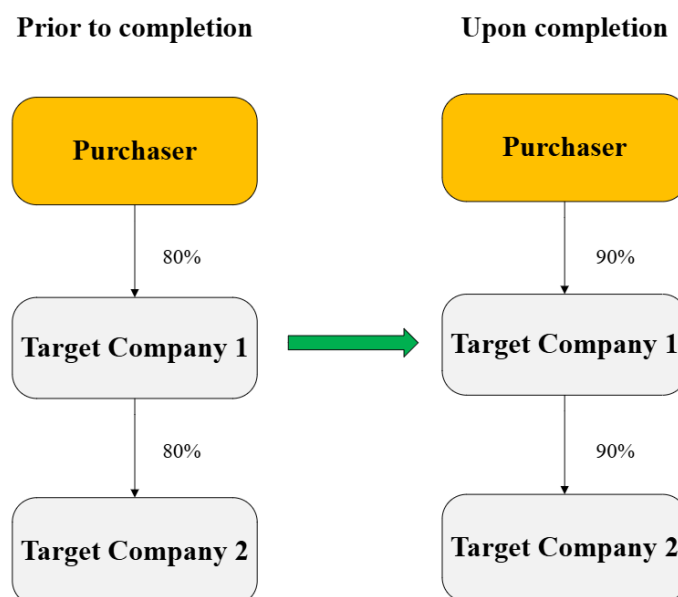 Prior to completion
Upon completion
Purchaser
Purchaser
80%
90%
Target Company 1
Target Company 1
80%
90%
Target Company 2
Target Company 2